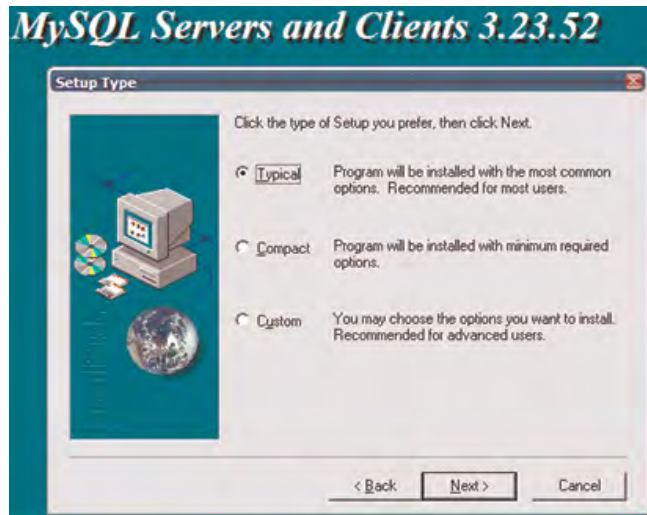 MySQL Servers and Clients 3.23.52
Setup Type
Click the type of Setup you prefer, then click Next.
Typical Program will be installed with the most common
options. Recommended for most users.
Compact Program will be installed with minimum required
options.
Custom You may choose the options you want to install.
Recommended for advanced users.
< Back Next > Cancel